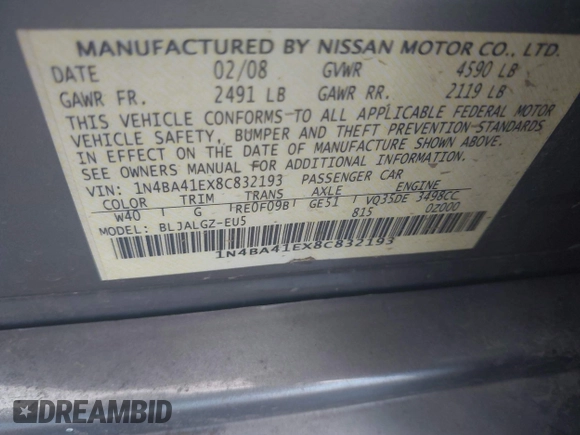 MANUFACTURED BY NISSAN MOTOR CO., LTD.
DATE 02/08 GVWR 4590 LB
GAWR FR. 2491 LB GAWR RR. 2119 LB
THIS VEHICLE CONFORMS TO ALL APPLICABLE FEDERAL MOTOR
VEHICLE SAFETY, BUMPER AND THEFT PREVENTION STANDARDS
IN EFFECT ON THE DATE OF MANUFACTURE SHOWN ABOVE.
SEE OWNERS MANUAL FOR ADDITIONAL INFORMATION.
VIN: 1N4BA41EX8C832193 PASSENGER CAR
COLOR TRIM TRANS AXLE ENGINE
W40 G RE0F09B GE51 VQ35DE 3498CC
MODEL: BLJALGZ-EU5 815 0Z000
1N4BA41EX8C832193
DREAMBID